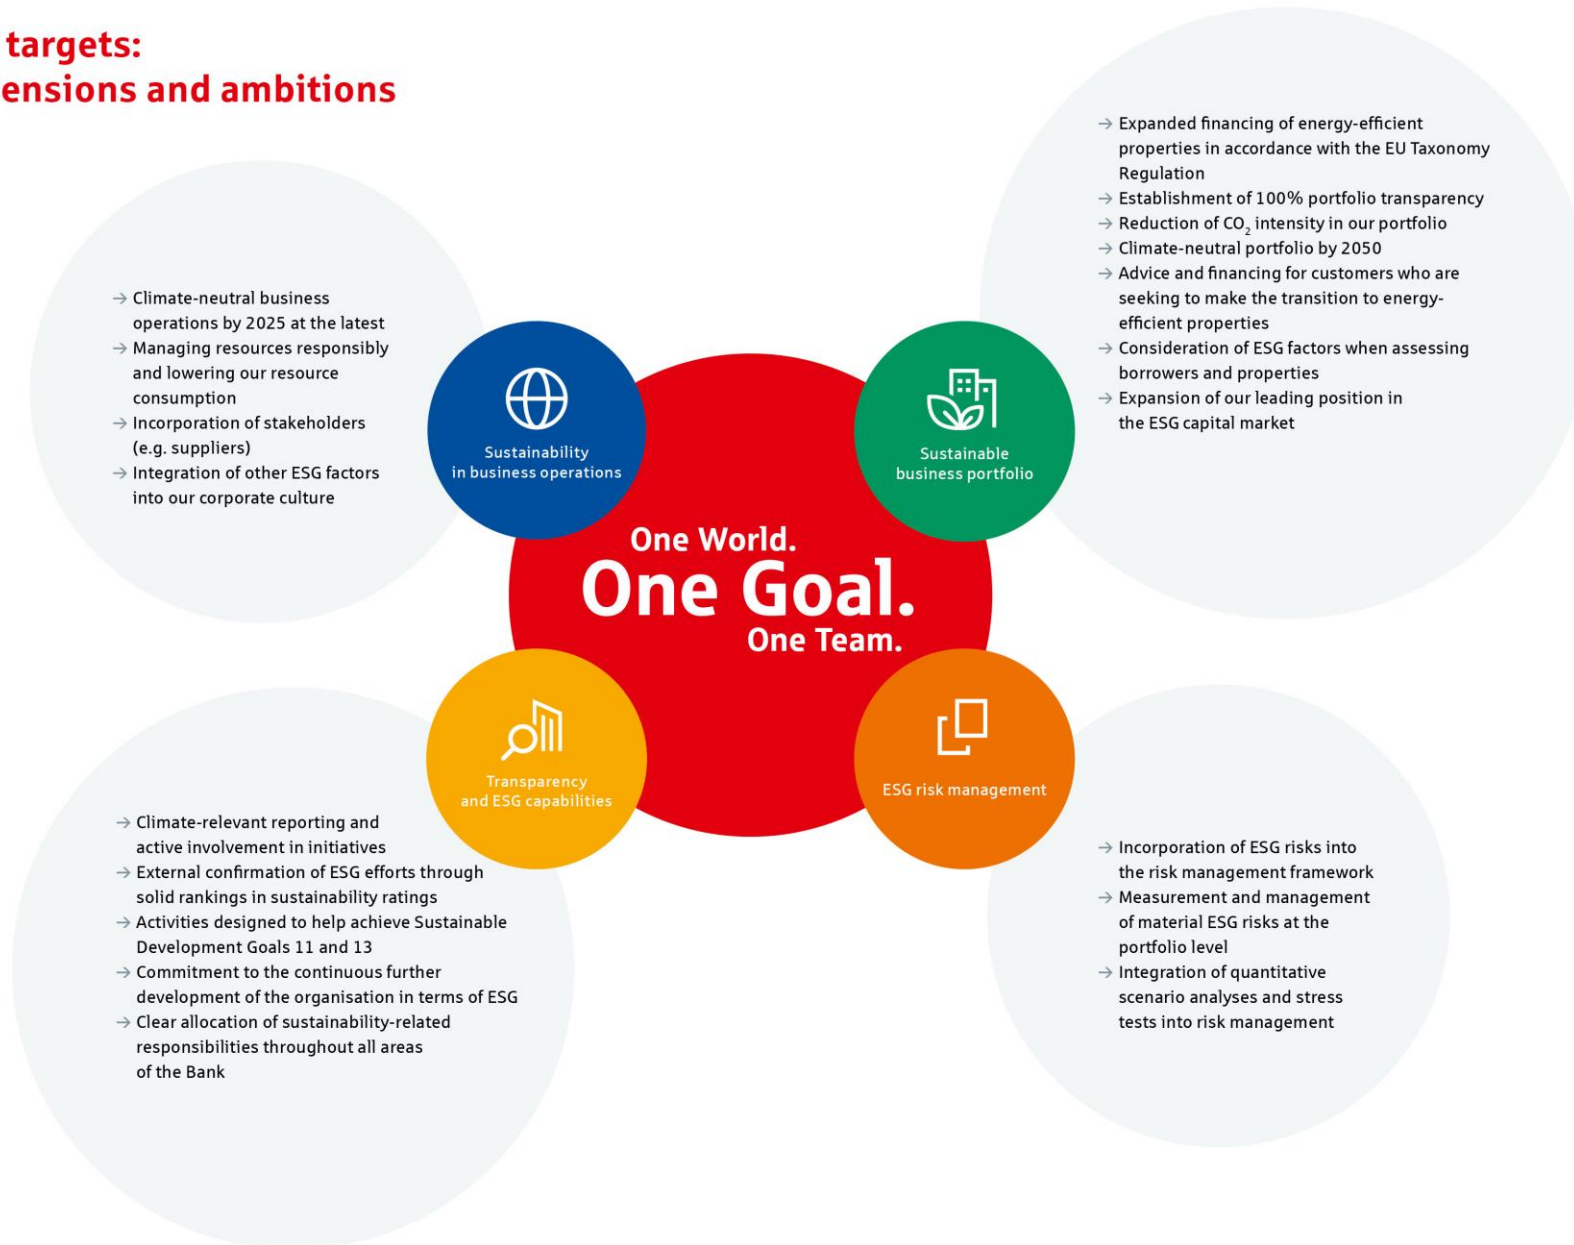 targets:
ensions and ambitions
→ Climate-neutral business
operations by 2025 at the latest
→ Managing resources responsibly
and lowering our resource
consumption
→ Incorporation of stakeholders
(e.g. suppliers)
→ Integration of other ESG factors
into our corporate culture
Sustainability
in business operations
→ Expanded financing of energy-efficient
properties in accordance with the EU Taxonomy
Regulation
→ Establishment of 100% portfolio transparency
→ Reduction of CO₂ intensity in our portfolio
→ Climate-neutral portfolio by 2050
→ Advice and financing for customers who are
seeking to make the transition to energy-
efficient properties
→ Consideration of ESG factors when assessing
borrowers and properties
→ Expansion of our leading position in
the ESG capital market
Sustainable
business portfolio
One World.
One Goal.
One Team.
Transparency
and ESG capabilities
→ Climate-relevant reporting and
active involvement in initiatives
→ External confirmation of ESG efforts through
solid rankings in sustainability ratings
→ Activities designed to help achieve Sustainable
Development Goals 11 and 13
→ Commitment to the continuous further
development of the organisation in terms of ESG
→ Clear allocation of sustainability-related
responsibilities throughout all areas
of the Bank
ESG risk management
→ Incorporation of ESG risks into
the risk management framework
→ Measurement and management
of material ESG risks at the
portfolio level
→ Integration of quantitative
scenario analyses and stress
tests into risk management